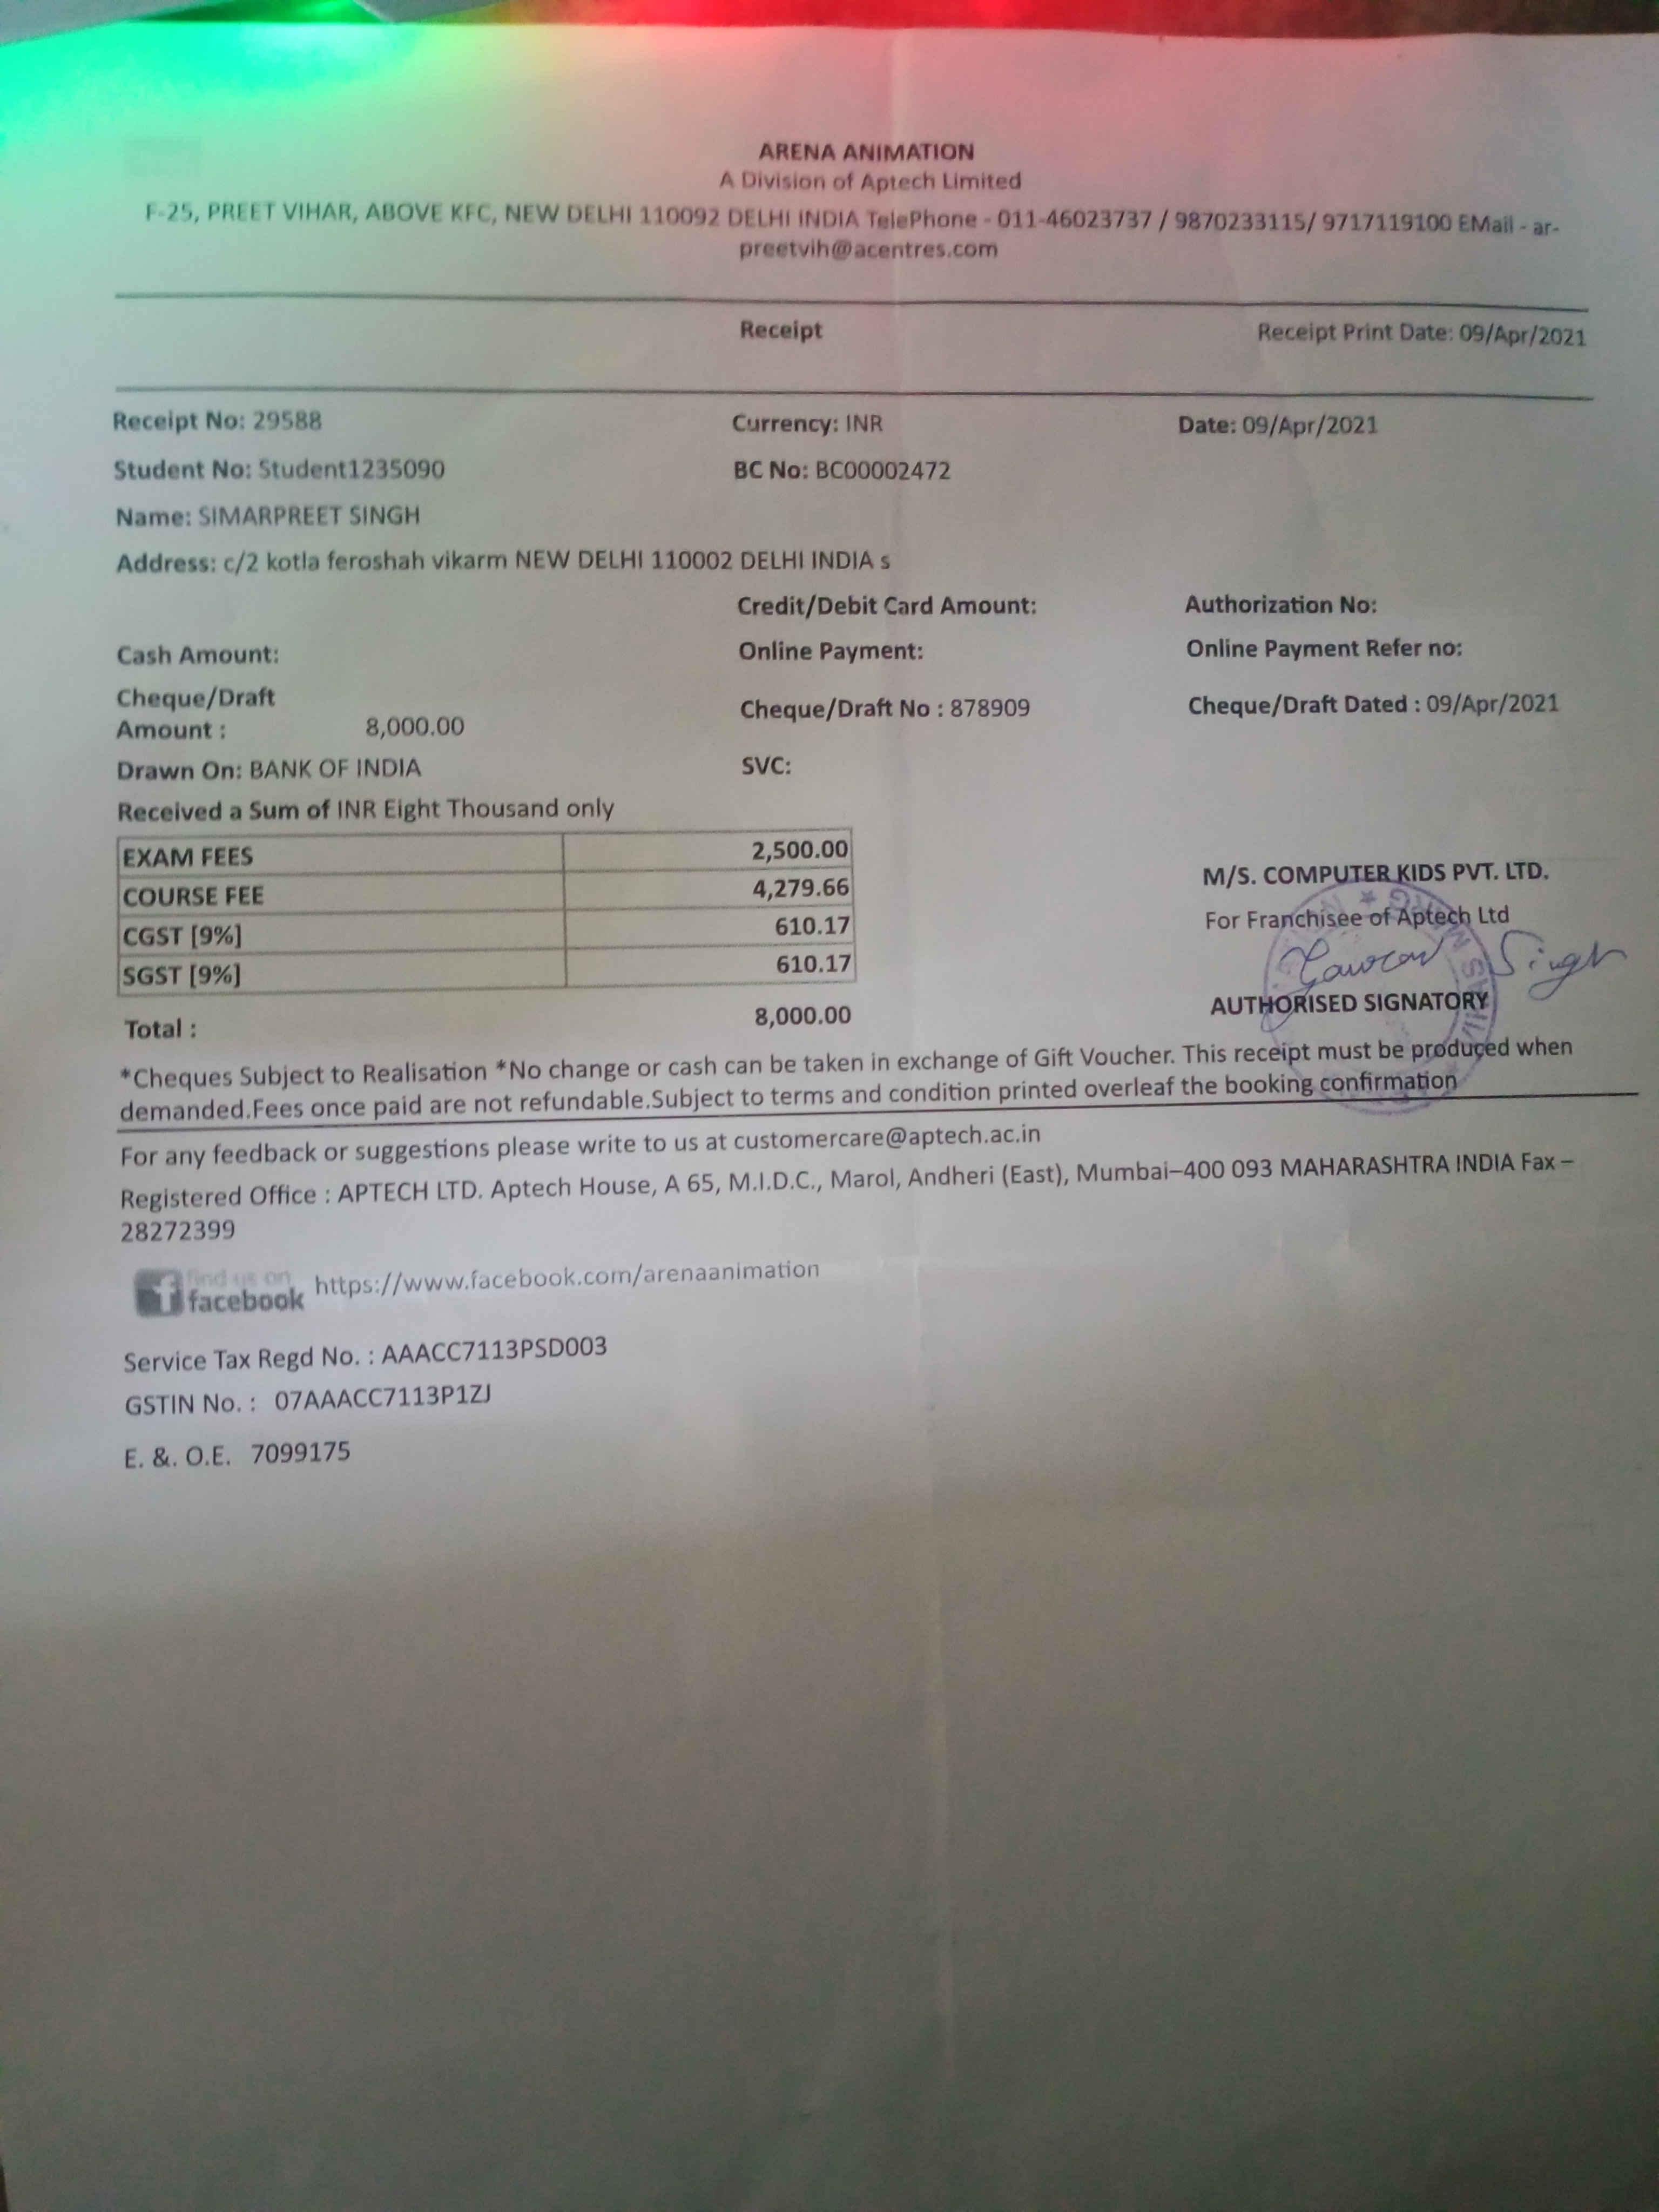 ARENA ANIMATION
A Division of Aptech Limited
F-25, PREET VIHAR, ABOVE KFC, NEW DELHI 110092 DELHI INDIA TelePhone - 011-46023737 / 9870233115/ 9717119100 EMail - ar-
preetvih@acentres.com
Receipt Receipt Print Date: 09/Apr/2021
Receipt No: 29588 Currency: INR Date: 09/Apr/2021
Student No: Student1235090 BC No: BC00002472
Name: SIMARPREET SINGH
Address: c/2 kotla feroshah vikarm NEW DELHI 110002 DELHI INDIA s
Credit/Debit Card Amount: Authorization No:
Cash Amount: Online Payment: Online Payment Refer no:
Cheque/Draft
Amount : 8,000.00 Cheque/Draft No : 878909 Cheque/Draft Dated : 09/Apr/2021
Drawn On: BANK OF INDIA SVC:
Received a Sum of INR Eight Thousand only
EXAM FEES 2,500.00
COURSE FEE 4,279.66
CGST [9%] 610.17
SGST [9%] 610.17
Total : 8,000.00
M/S. COMPUTER KIDS PVT. LTD.
For Franchisee of Aptech Ltd
Singh
AUTHORISED SIGNATORY
*Cheques Subject to Realisation *No change or cash can be taken in exchange of Gift Voucher. This receipt must be produced when
demanded.Fees once paid are not refundable.Subject to terms and condition printed overleaf the booking confirmation
For any feedback or suggestions please write to us at customercare@aptech.ac.in
Registered Office : APTECH LTD. Aptech House, A 65, M.I.D.C., Marol, Andheri (East), Mumbai–400 093 MAHARASHTRA INDIA Fax –
28272399
find us on
facebook https://www.facebook.com/arenaanimation
Service Tax Regd No. : AAACC7113PSD003
GSTIN No. : 07AAACC7113P1ZJ
E. &. O.E. 7099175